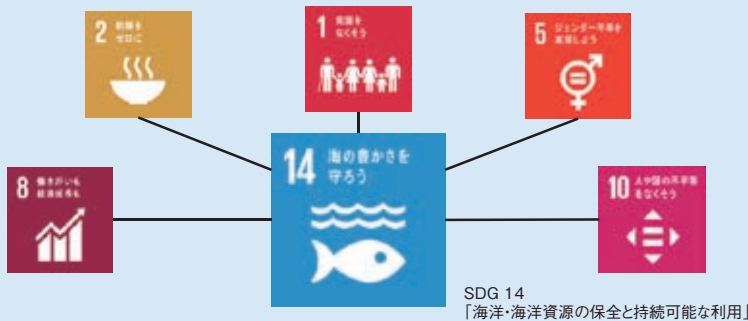 2 飢餓を
ゼロに
1 貧困を
なくそう
5 ジェンダー平等を
実現しよう
8 働きがいも
経済成長も
14 海の豊かさを
守ろう
10 人や国の不平等
をなくそう
SDG 14
「海洋・海洋資源の保全と持続可能な利用」